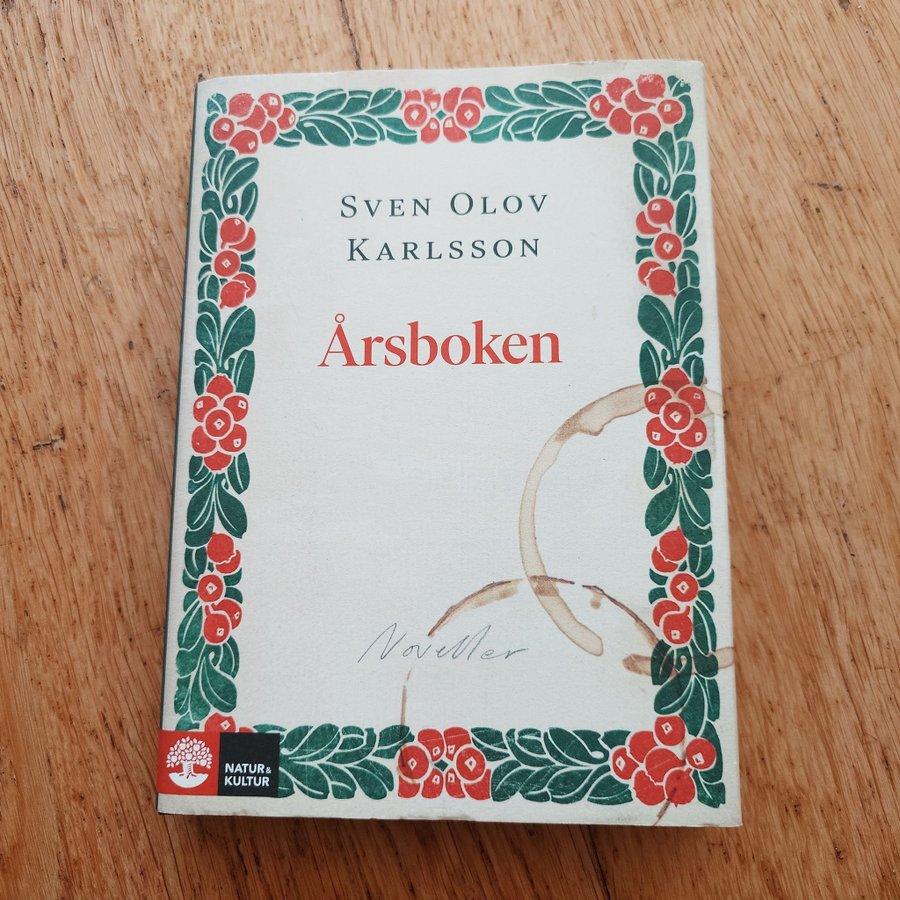 SVEN OLOV
KARLSSON
Årsboken
Noveller
NATUR&
KULTUR